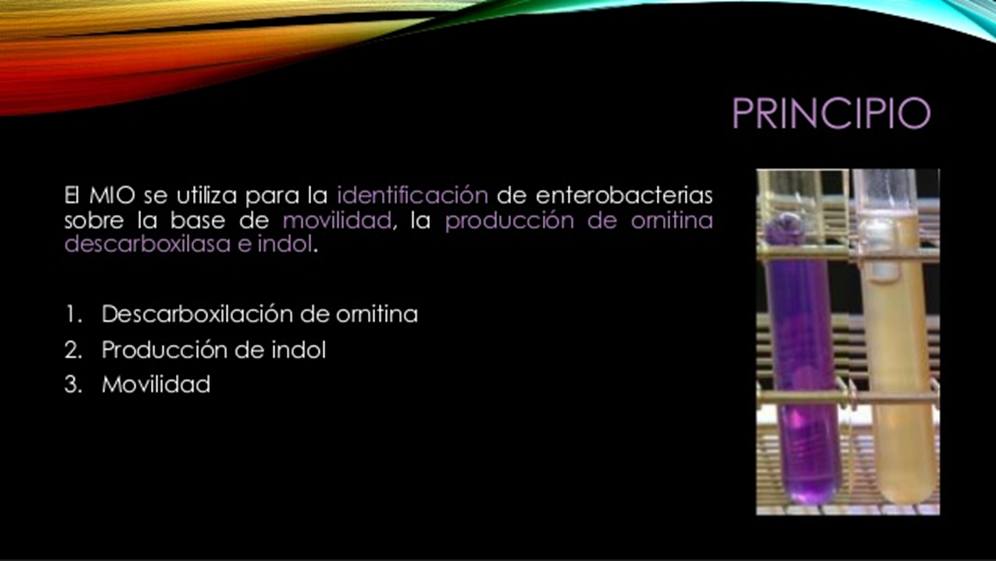 PRINCIPIO
El MIO se utiliza para la identificación de enterobacterias
sobre la base de movilidad, la producción de ornitina
descarboxilasa e indol.
1. Descarboxilación de ornitina
2. Producción de indol
3. Movilidad